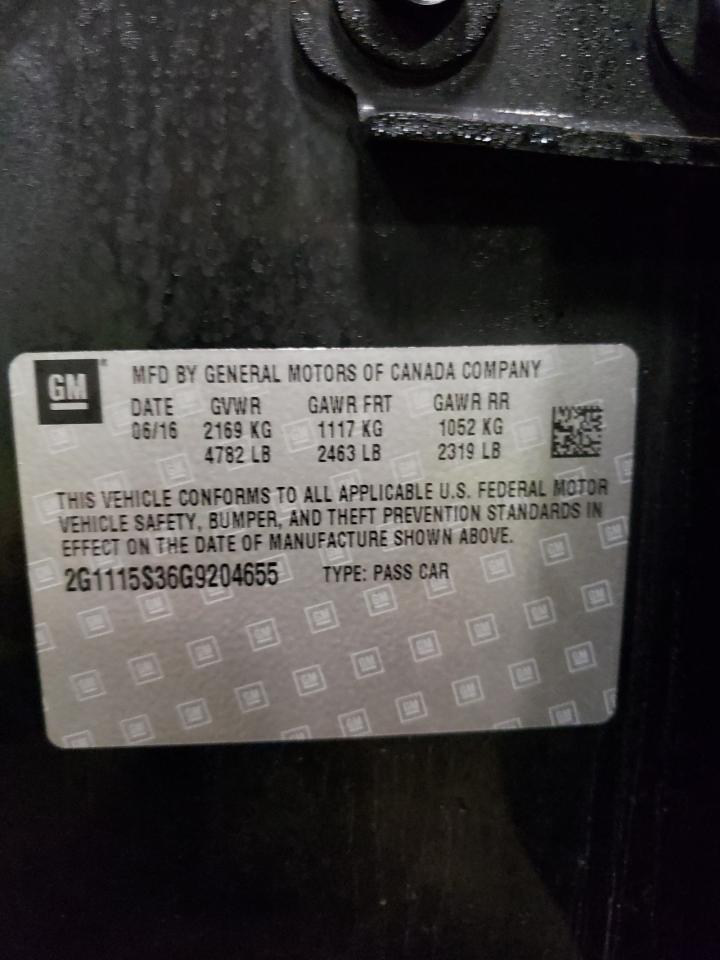 GM
MFD BY GENERAL MOTORS OF CANADA COMPANY
DATE GVWR GAWR FRT GAWR RR
06/16 2169 KG 1117 KG 1052 KG
4782 LB 2463 LB 2319 LB
THIS VEHICLE CONFORMS TO ALL APPLICABLE U.S. FEDERAL MOTOR
VEHICLE SAFETY, BUMPER, AND THEFT PREVENTION STANDARDS IN
EFFECT ON THE DATE OF MANUFACTURE SHOWN ABOVE.
2G1115S36G9204655 TYPE: PASS CAR